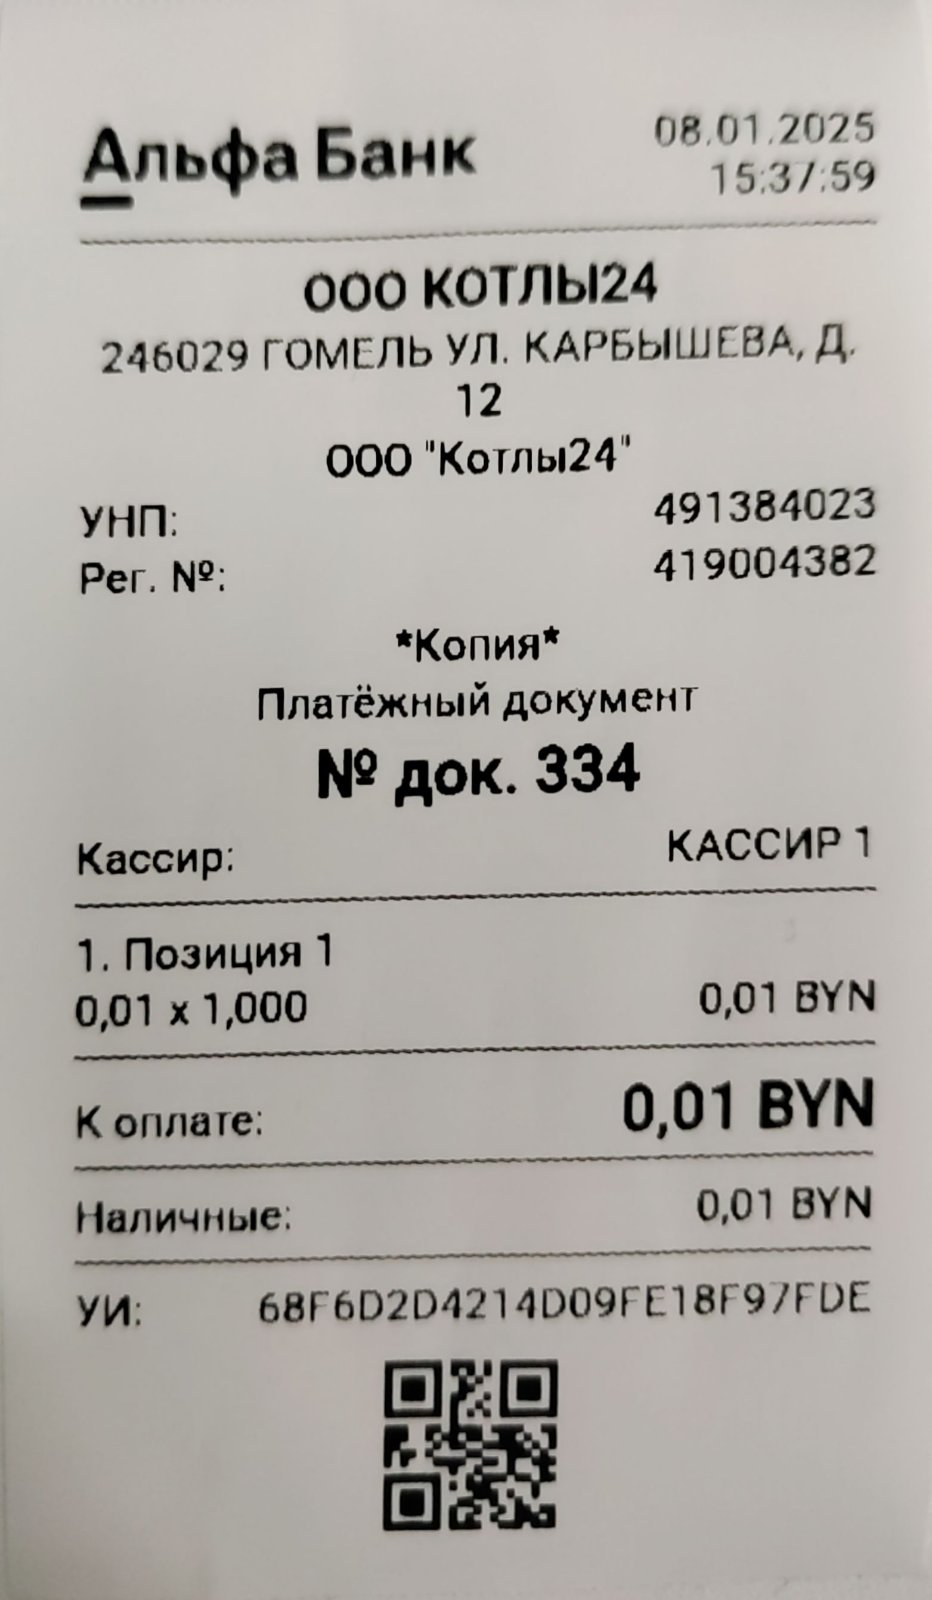 Альфа Банк 08.01.2025
15:37:59
ООО КОТЛЫ24
246029 ГОМЕЛЬ УЛ. КАРБЫШЕВА, Д.
12
ООО "Котлы24"
УНП: 491384023
Рег. №: 419004382
*Копия*
Платёжный документ
№ док. 334
Кассир: КАССИР 1
1. Позиция 1
0,01 x 1,000 0,01 BYN
К оплате: 0,01 BYN
Наличные: 0,01 BYN
УИ: 68F6D2D4214D09FE18F97FDE